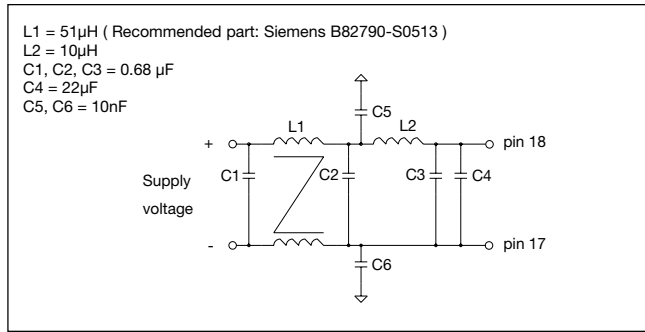 L1 = 51µH ( Recommended part: Siemens B82790-S0513 )
L2 = 10µH
C1, C2, C3 = 0.68 µF
C4 = 22µF
C5, C6 = 10nF
C5
L1
L2
+
pin 18
C1
C2
C3
C4
Supply
voltage
-
pin 17
C6